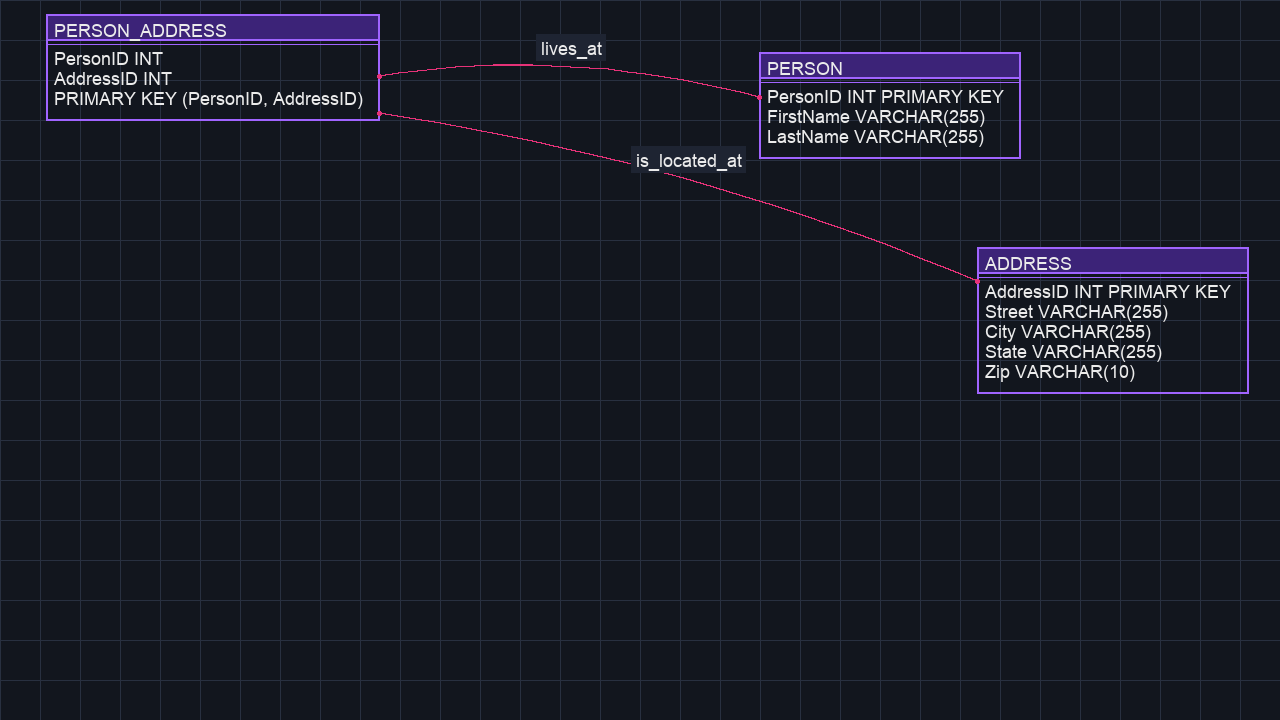 PERSON_ADDRESS
PersonID INT
AddressID INT
PRIMARY KEY (PersonID, AddressID)
lives_at
PERSON
PersonID INT PRIMARY KEY
FirstName VARCHAR(255)
LastName VARCHAR(255)
is_located_at
ADDRESS
AddressID INT PRIMARY KEY
Street VARCHAR(255)
City VARCHAR(255)
State VARCHAR(255)
Zip VARCHAR(10)